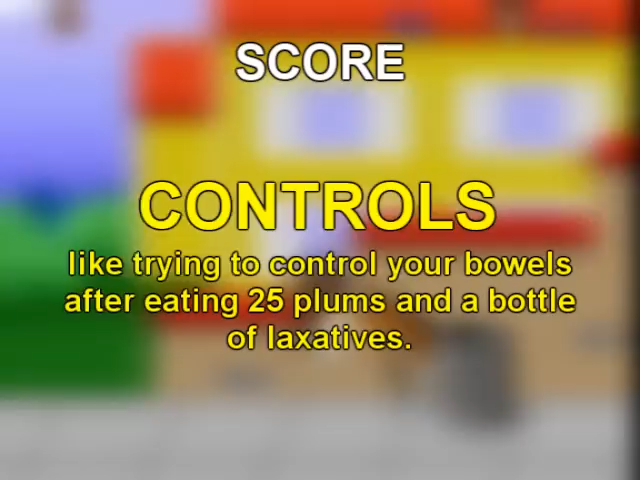 SCORE
CONTROLS
like trying to control your bowels
after eating 25 plums and a bottle
of laxatives.